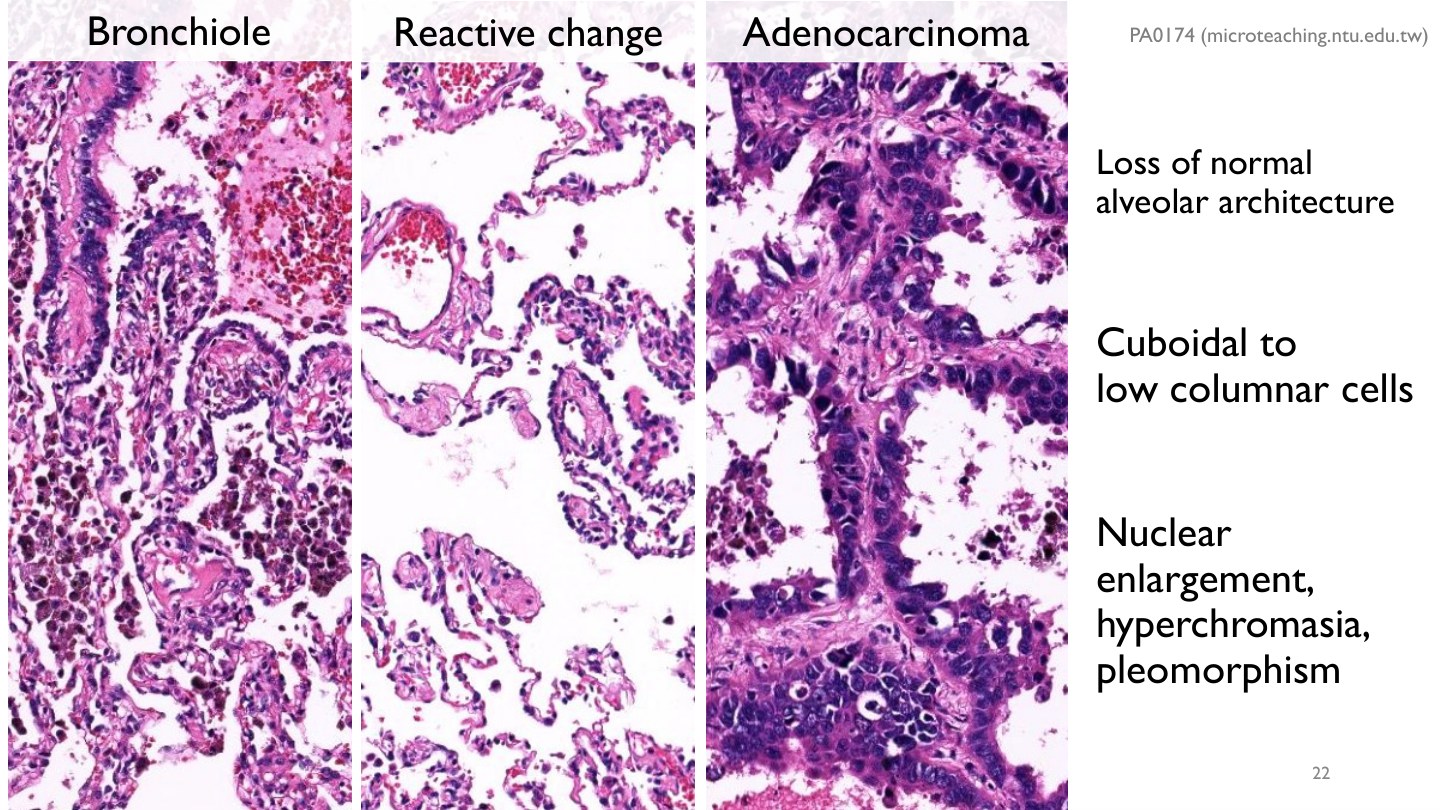 Bronchiole
Reactive change
Adenocarcinoma
PA0174 (microteaching.ntu.edu.tw)
Loss of normal
alveolar architecture
Cuboidal to
low columnar cells
Nuclear
enlargement,
hyperchromasia,
pleomorphism
22